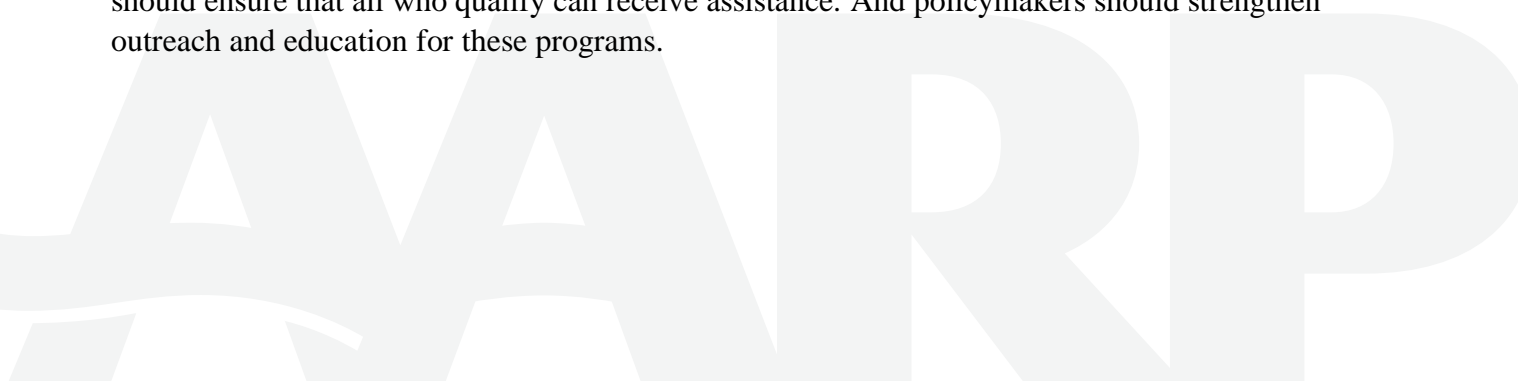 should ensure that all who qualify can receive assistance. And policymakers should strengthen
outreach and education for these programs.
AARP